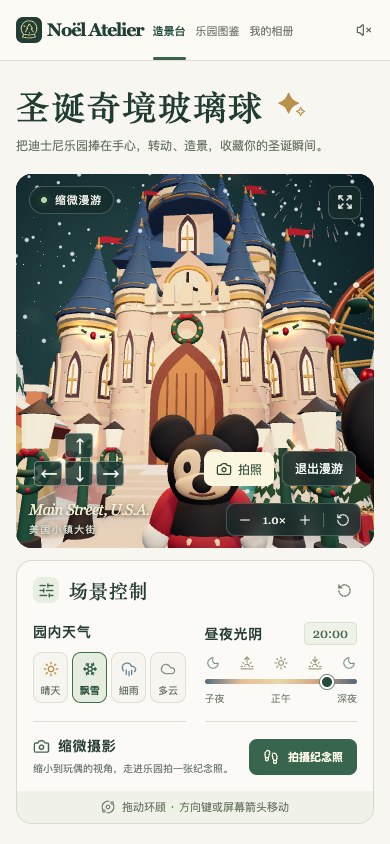 Noël Atelier 造景台 乐园图鉴 我的相册
圣诞奇境玻璃球
把迪士尼乐园捧在手心，转动、造景，收藏你的圣诞瞬间。
缩微漫游
拍照 退出漫游
Main Street, U.S.A.
美国小镇大街
1.0×
场景控制
园内天气
晴天 飘雪 细雨 多云
昼夜光阴 20:00
子夜 正午 深夜
缩微摄影
缩小到玩偶的视角，走进乐园拍一张纪念照。
拍摄纪念照
拖动环顾 · 方向键或屏幕箭头移动